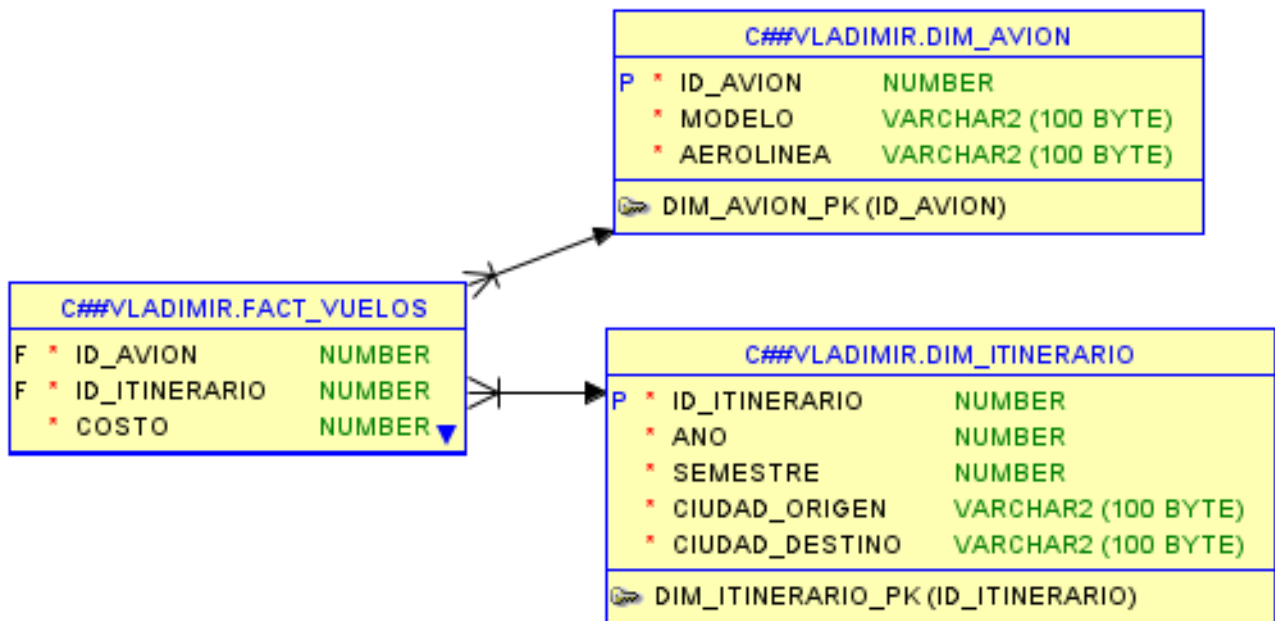 C##VLADIMIR.DIM_AVION
P * ID_AVION NUMBER
* MODELO VARCHAR2 (100 BYTE)
* AEROLINEA VARCHAR2 (100 BYTE)
DIM_AVION_PK (ID_AVION)
C##VLADIMIR.FACT_VUELOS
F * ID_AVION NUMBER
F * ID_ITINERARIO NUMBER
* COSTO NUMBER
C##VLADIMIR.DIM_ITINERARIO
P * ID_ITINERARIO NUMBER
* ANO NUMBER
* SEMESTRE NUMBER
* CIUDAD_ORIGEN VARCHAR2 (100 BYTE)
* CIUDAD_DESTINO VARCHAR2 (100 BYTE)
DIM_ITINERARIO_PK (ID_ITINERARIO)